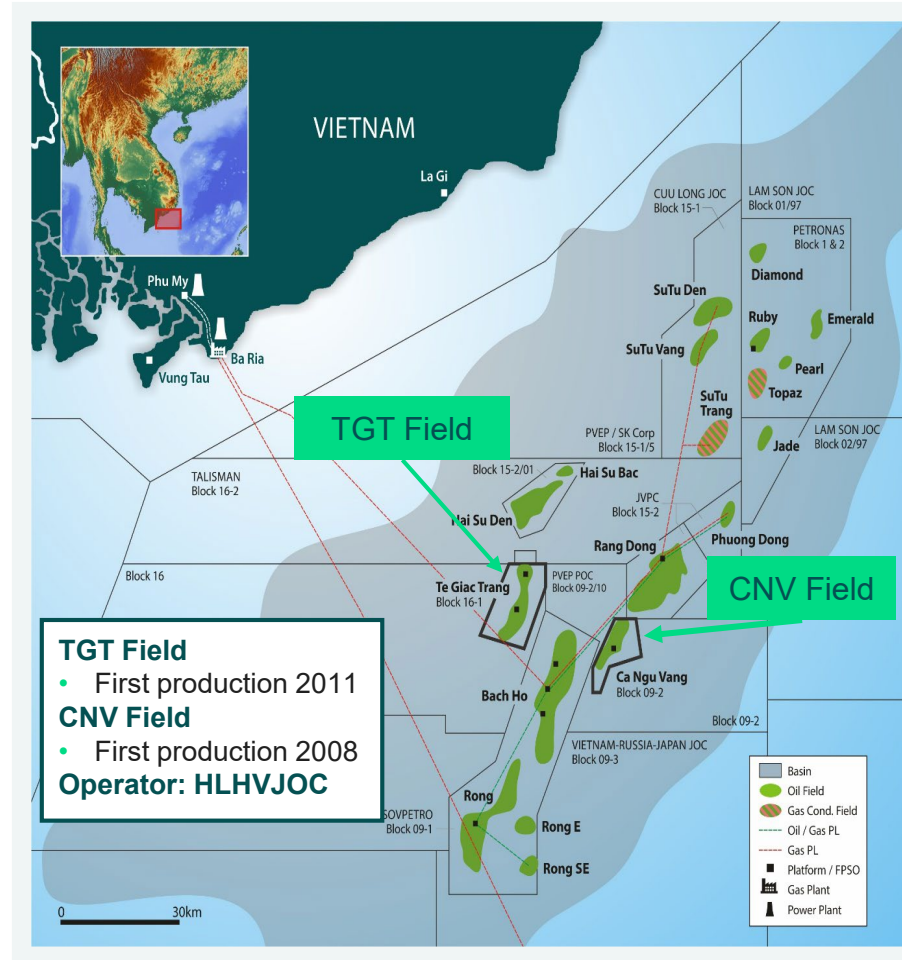 VIETNAM
La Gi
CUU LONG JOC
Block 15-1
LAM SON JOC
Block 01/97
PETRONAS
Block 1 & 2
Diamond
Phu My
SuTu Den
Ruby
Emerald
SuTu Vang
Ba Ria
Pearl
Vung Tau
Topaz
SuTu
Trang
TGT Field
PVEP / SK Corp
Block 15-1/5
LAM SON JOC
Block 02/97
Jade
TALISMAN
Block 16-2
Block 15-2/01
Hai Su Bac
JVPC
Block 15-2
Hai Su Den
Phuong Dong
Rang Dong
Block 16
Te Giac Trang
Block 16-1
PVEP POC
Block 09-2/10
CNV Field
TGT Field
• First production 2011
CNV Field
• First production 2008
Operator: HLHVJOC
Ca Ngu Vang
Block 09-2
Bach Ho
Block 09-2
VIETNAM-RUSSIA-JAPAN JOC
Block 09-3
Rong
SOVPETRO
Block 09-1
Rong E
Rong SE
Basin
Oil Field
Gas Cond. Field
Oil / Gas PL
Gas PL
Platform / FPSO
Gas Plant
Power Plant
0 30km